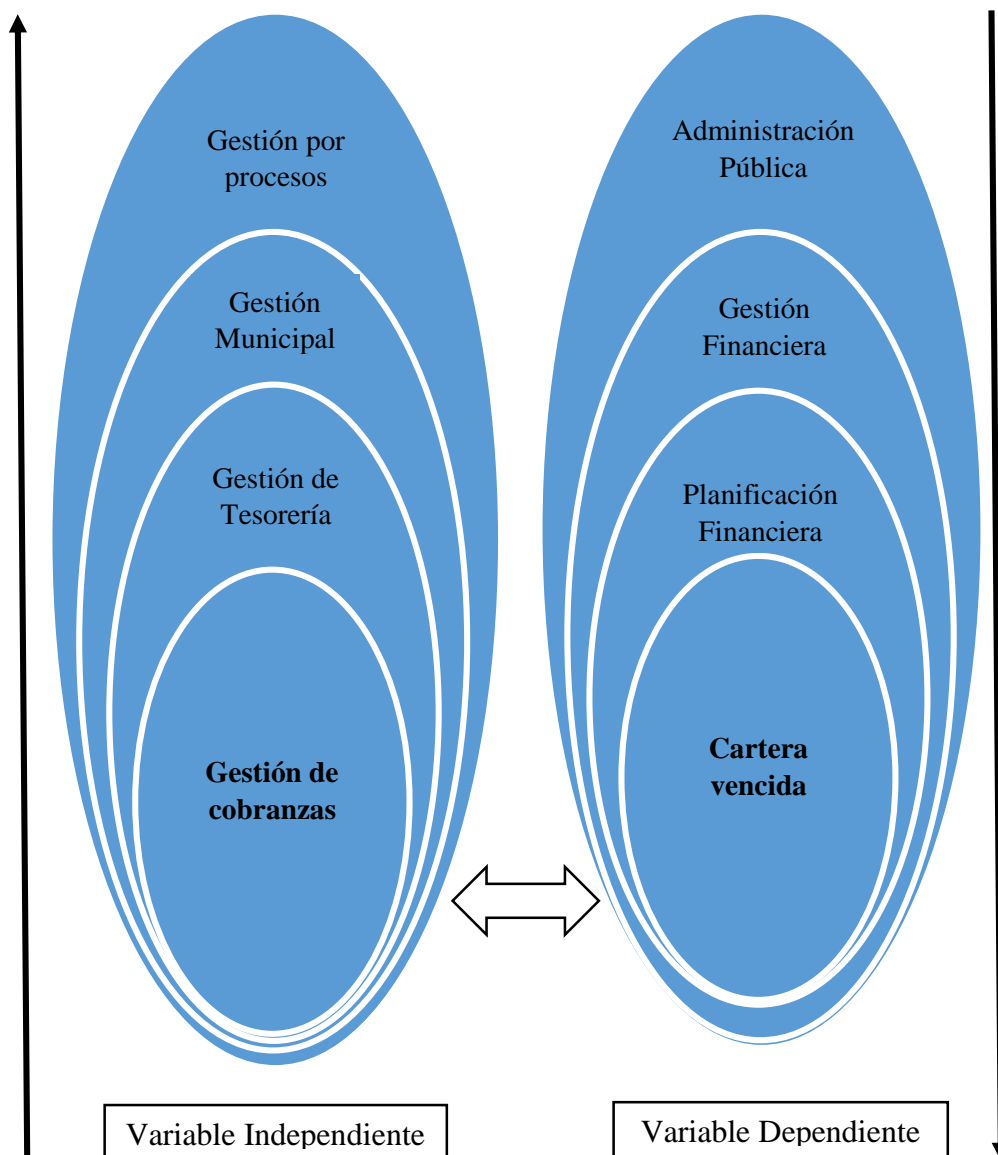 Gestión por
procesos
Gestión
Municipal
Gestión de
Tesorería
Gestión de
cobranzas
Variable Independiente
Administración
Pública
Gestión
Financiera
Planificación
Financiera
Cartera
vencida
Variable Dependiente